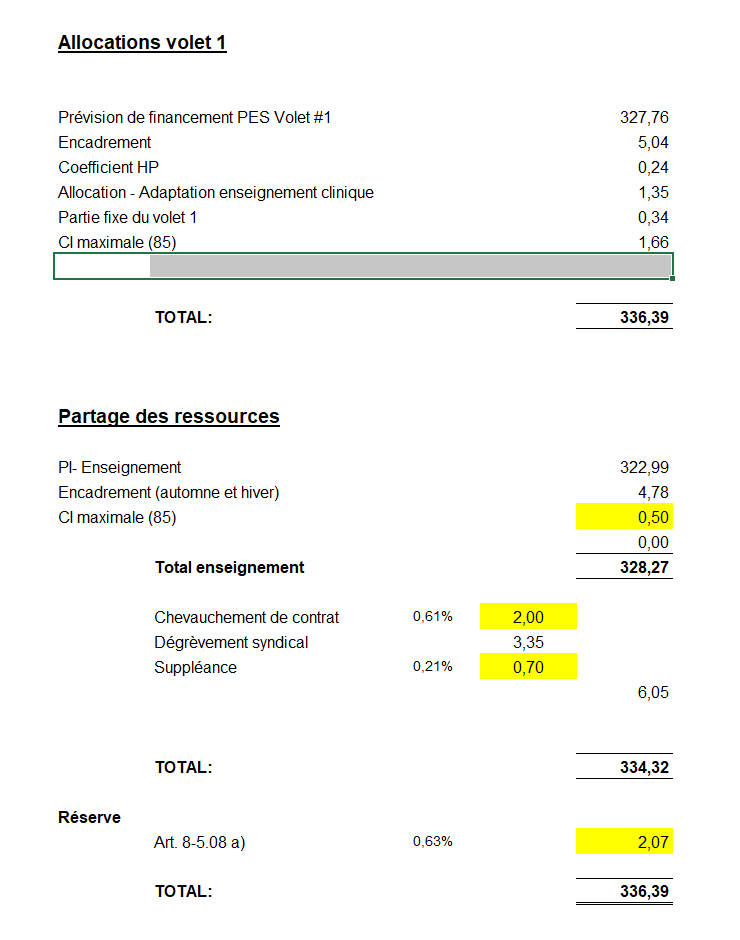 Allocations volet 1
Prévision de financement PES Volet #1 327,76
Encadrement 5,04
Coefficient HP 0,24
Allocation - Adaptation enseignement clinique 1,35
Partie fixe du volet 1 0,34
CI maximale (85) 1,66
TOTAL: 336,39
Partage des ressources
PI- Enseignement 322,99
Encadrement (automne et hiver) 4,78
CI maximale (85) 0,50
0,00
Total enseignement 328,27
Chevauchement de contrat 0,61% 2,00
Dégrèvement syndical 3,35
Suppléance 0,21% 0,70
6,05
TOTAL: 334,32
Réserve
Art. 8-5.08 a) 0,63% 2,07
TOTAL: 336,39